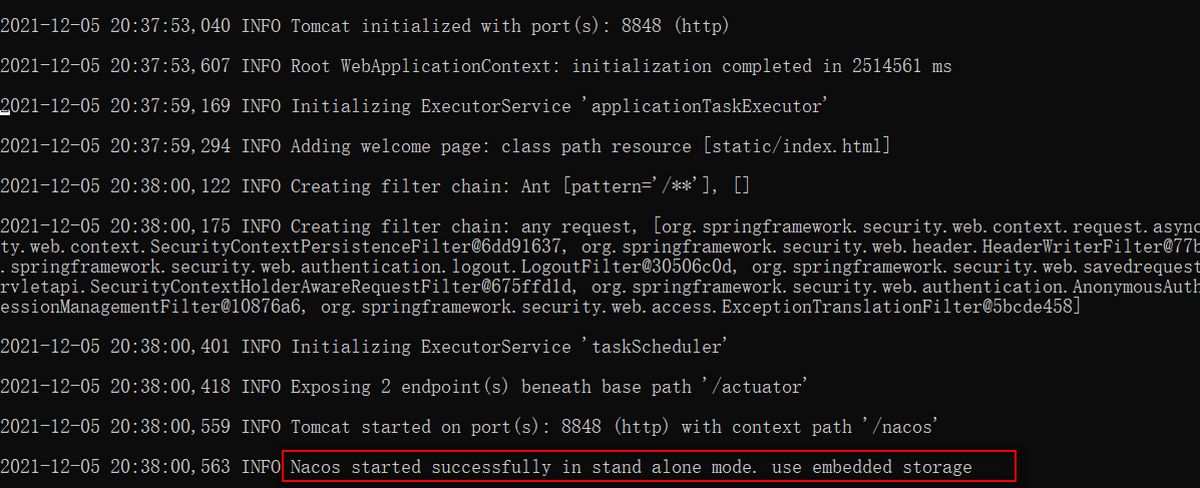 2021-12-05 20:37:53,040 INFO Tomcat initialized with port(s): 8848 (http)
2021-12-05 20:37:53,607 INFO Root WebApplicationContext: initialization completed in 2514561 ms
2021-12-05 20:37:59,169 INFO Initializing ExecutorService 'applicationTaskExecutor'
2021-12-05 20:37:59,294 INFO Adding welcome page: class path resource [static/index.html]
2021-12-05 20:38:00,122 INFO Creating filter chain: Ant [pattern='/**'], []
2021-12-05 20:38:00,175 INFO Creating filter chain: any request, [org.springframework.security.web.context.request.async
ty.web.context.SecurityContextPersistenceFilter@6dd91637, org.springframework.security.web.header.HeaderWriterFilter@77b
.springframework.security.web.authentication.logout.LogoutFilter@30506c0d, org.springframework.security.web.savedrequest
rvletapi.SecurityContextHolderAwareRequestFilter@675ffd1d, org.springframework.security.web.authentication.AnonymousAuth
essionManagementFilter@10876a6, org.springframework.security.web.access.ExceptionTranslationFilter@5bcde458]
2021-12-05 20:38:00,401 INFO Initializing ExecutorService 'taskScheduler'
2021-12-05 20:38:00,418 INFO Exposing 2 endpoint(s) beneath base path '/actuator'
2021-12-05 20:38:00,559 INFO Tomcat started on port(s): 8848 (http) with context path '/nacos'
2021-12-05 20:38:00,563 INFO Nacos started successfully in stand alone mode. use embedded storage